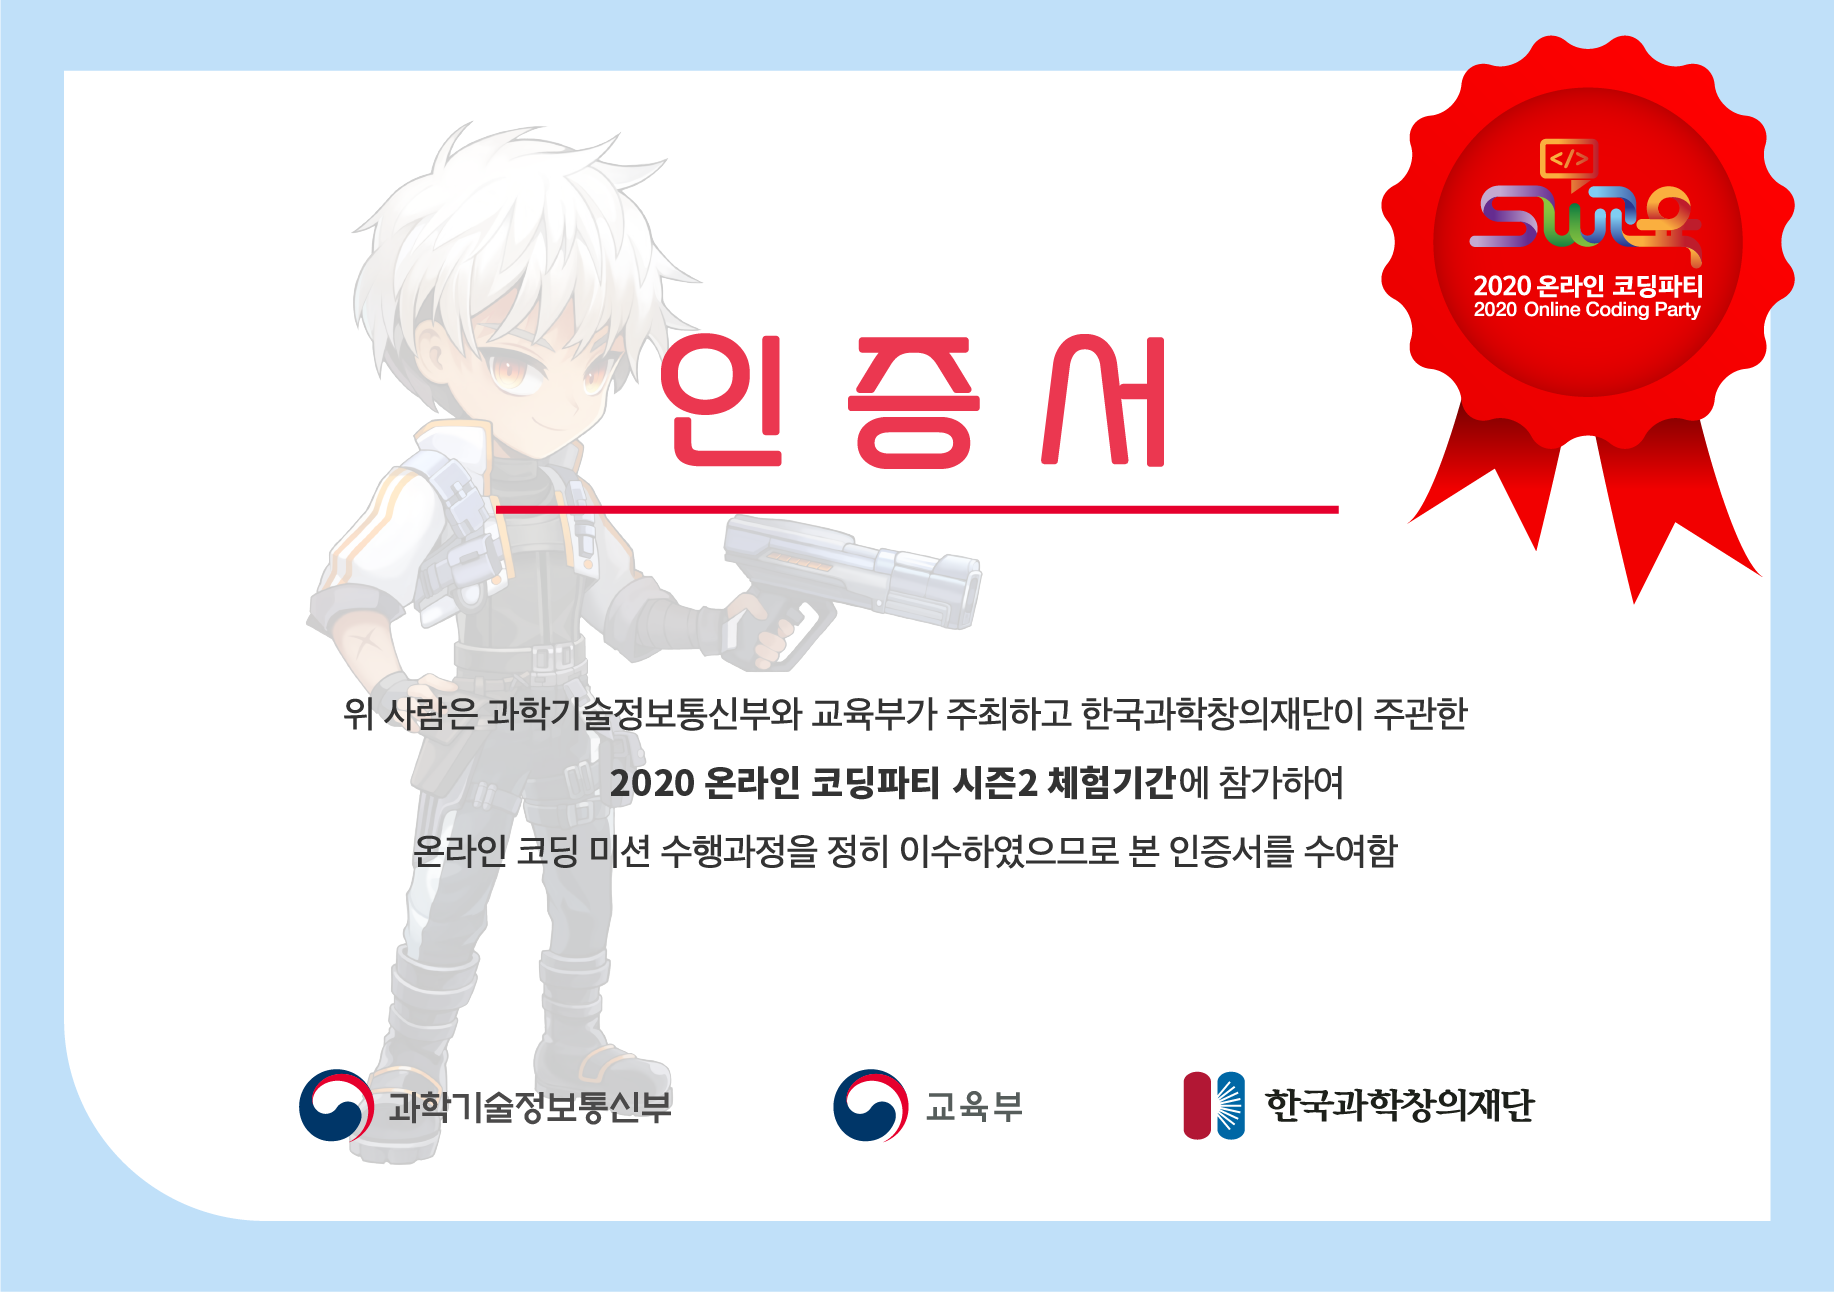 </>
SW교육
2020 온라인 코딩파티
2020 Online Coding Party
인증서
위 사람은 과학기술정보통신부와 교육부가 주최하고 한국과학창의재단이 주관한
2020 온라인 코딩파티 시즌2 체험기간에 참가하여
온라인 코딩 미션 수행과정을 정히 이수하였으므로 본 인증서를 수여함
과학기술정보통신부
교육부
한국과학창의재단